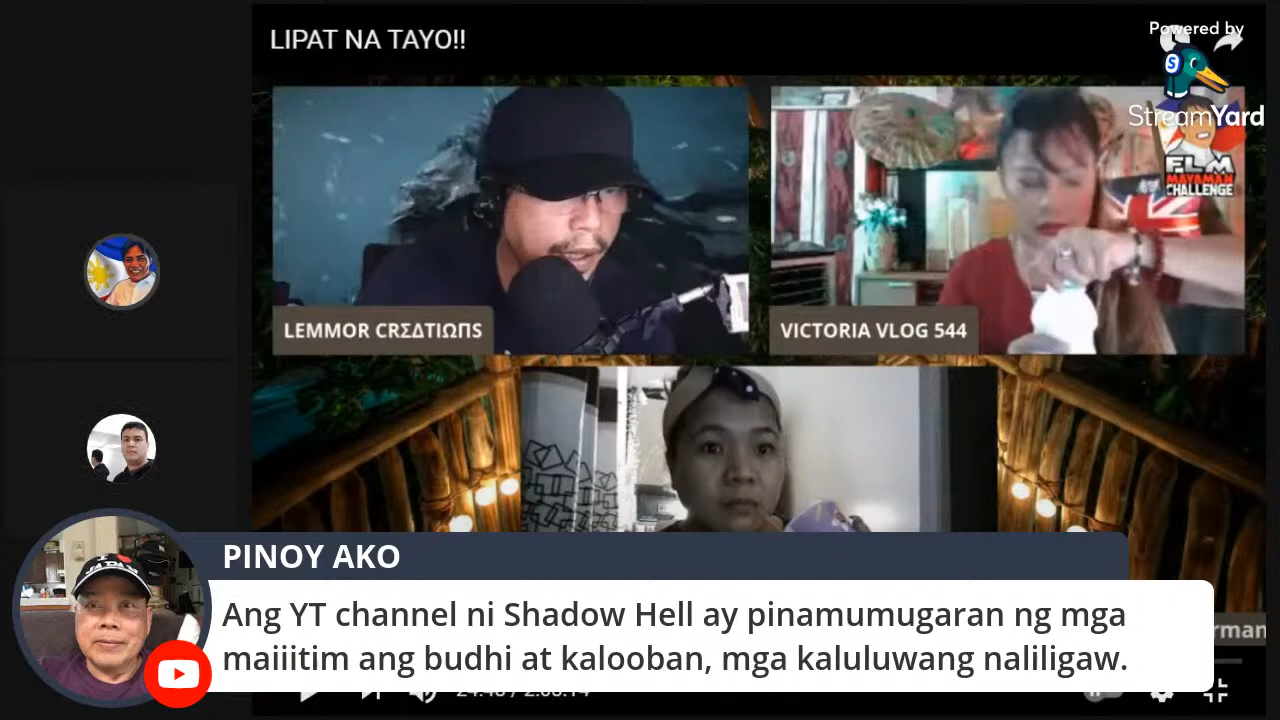 LIPAT NA TAYO!!
Powered by
StreamYard
FLM
MAYAMAN
CHALLENGE
LEMMOR CRΣΔTIΩΠS
VICTORIA VLOG 544
PINOY AKO
Ang YT channel ni Shadow Hell ay pinamumugaran ng mga
maiiitim ang budhi at kalooban, mga kaluluwang naliligaw.